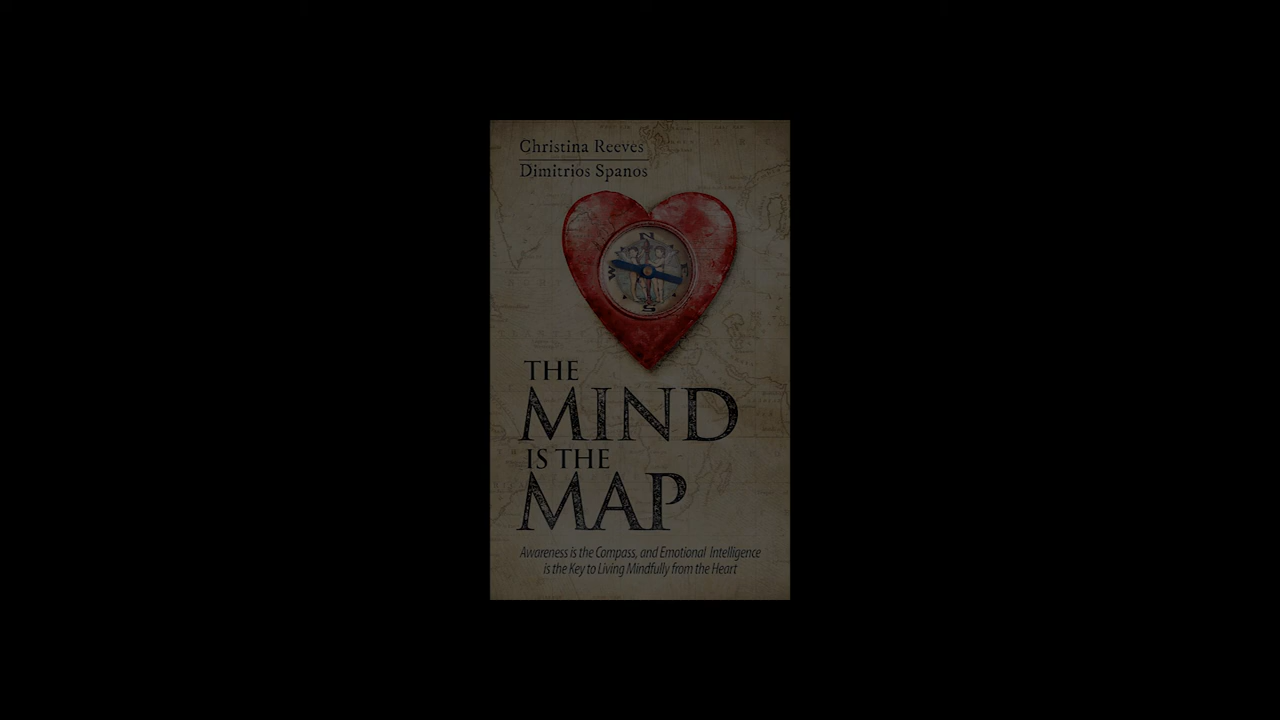 Christina Reeves
Dimitrios Spanos
N
W
E
S
THE
MIND
IS THE
MAP
Awareness is the Compass, and Emotional Intelligence
is the Key to Living Mindfully from the Heart